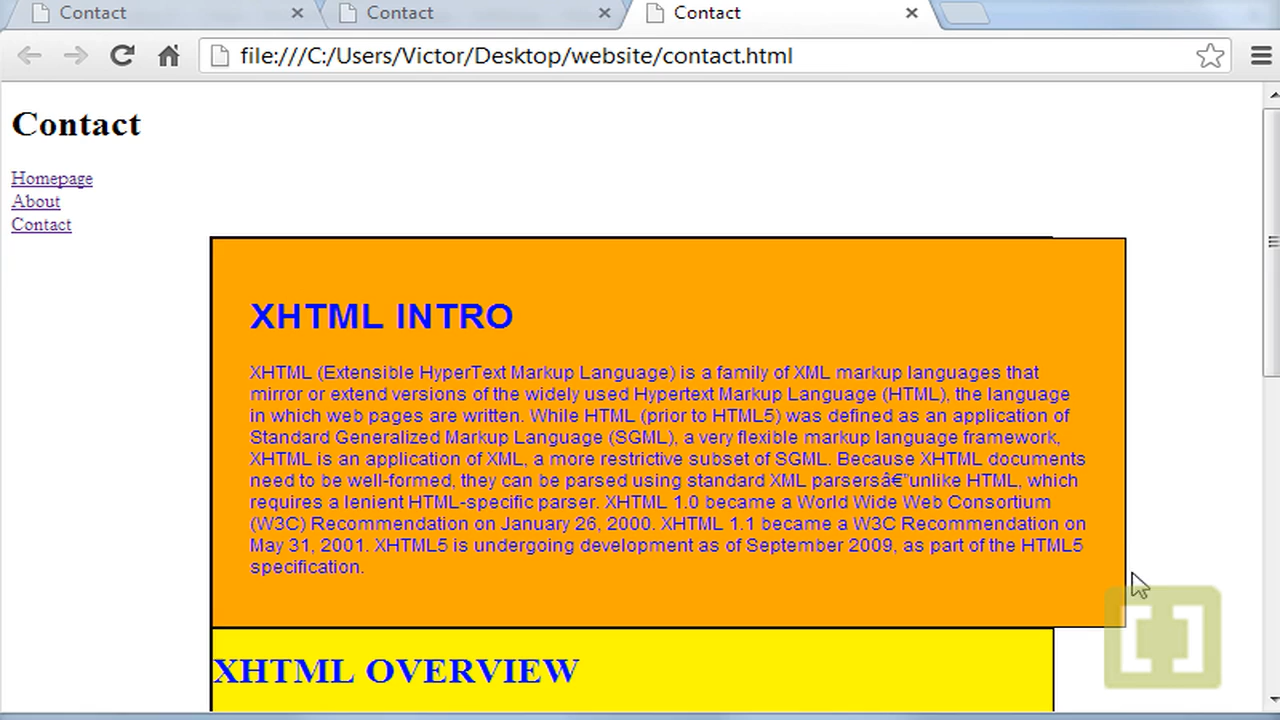 Contact
Contact
Contact
file:///C:/Users/Victor/Desktop/website/contact.html
Contact
Homepage
About
Contact
XHTML INTRO
XHTML (Extensible HyperText Markup Language) is a family of XML markup languages that
mirror or extend versions of the widely used Hypertext Markup Language (HTML), the language
in which web pages are written. While HTML (prior to HTML5) was defined as an application of
Standard Generalized Markup Language (SGML), a very flexible markup language framework,
XHTML is an application of XML, a more restrictive subset of SGML. Because XHTML documents
need to be well-formed, they can be parsed using standard XML parsersâ€”unlike HTML, which
requires a lenient HTML-specific parser. XHTML 1.0 became a World Wide Web Consortium
(W3C) Recommendation on January 26, 2000. XHTML 1.1 became a W3C Recommendation on
May 31, 2001. XHTML5 is undergoing development as of September 2009, as part of the HTML5
specification.
XHTML OVERVIEW